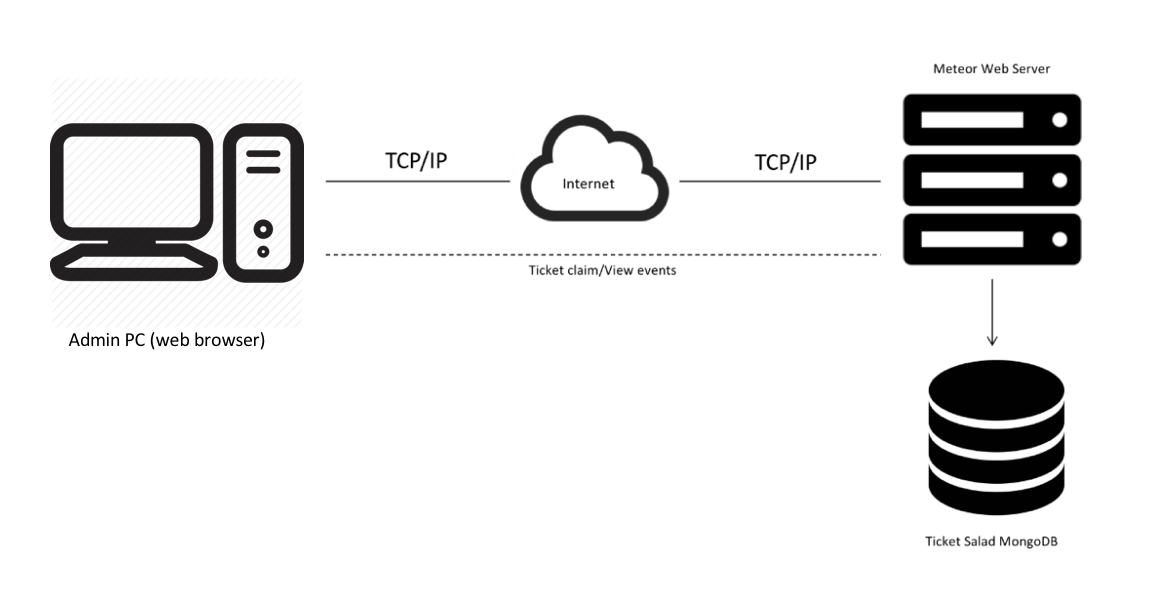 Meteor Web Server
TCP/IP
TCP/IP
Internet
Ticket claim/View events
Admin PC (web browser)
Ticket Salad MongoDB